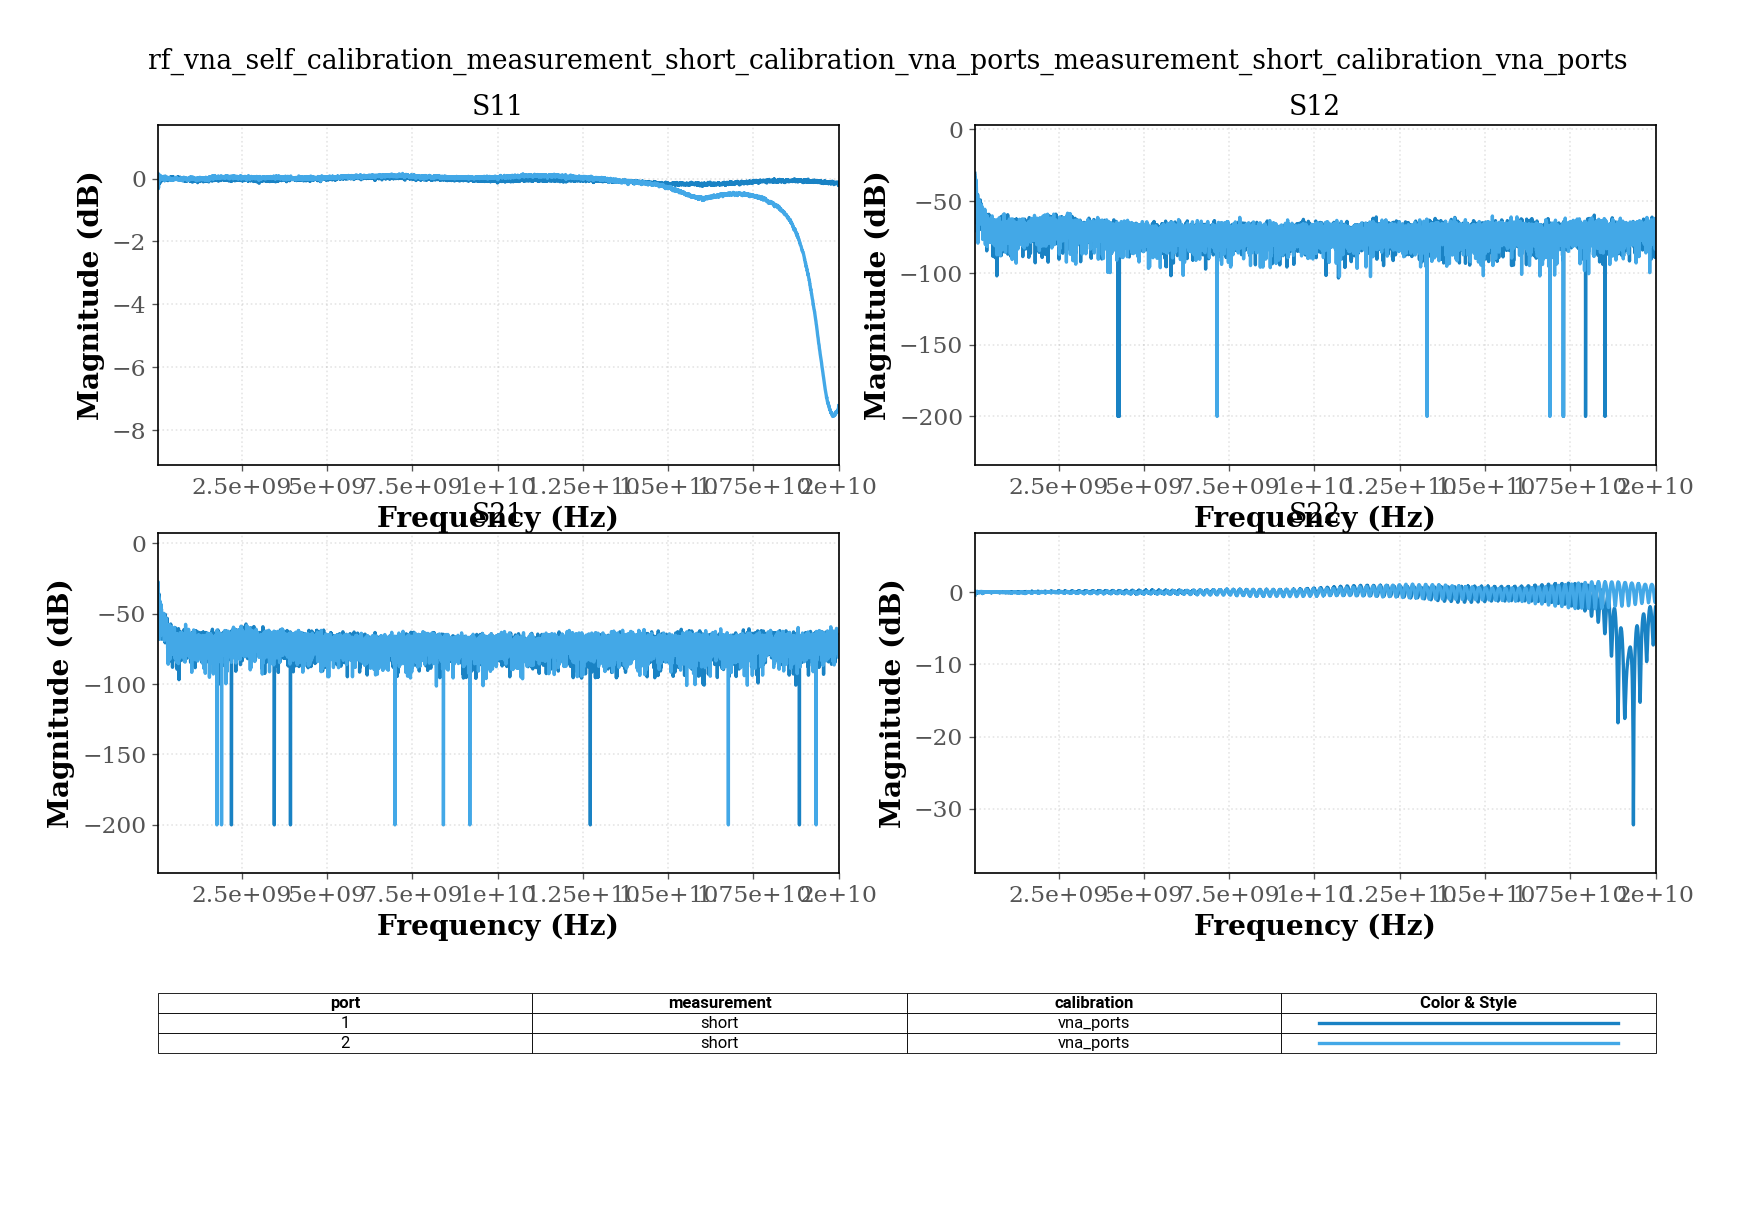 rf_vna_self_calibration_measurement_short_calibration_vna_ports_measurement_short_calibration_vna_ports
S11
Magnitude (dB)
0
−2
−4
−6
−8
2.5e+09 5e+09 7.5e+09 1e+10 1.25e+10 1.5e+10 1.75e+10 2e+10
Frequency (Hz)
S12
Magnitude (dB)
0
−50
−100
−150
−200
2.5e+09 5e+09 7.5e+09 1e+10 1.25e+10 1.5e+10 1.75e+10 2e+10
Frequency (Hz)
S21
Magnitude (dB)
0
−50
−100
−150
−200
2.5e+09 5e+09 7.5e+09 1e+10 1.25e+10 1.5e+10 1.75e+10 2e+10
Frequency (Hz)
S22
Magnitude (dB)
0
−10
−20
−30
2.5e+09 5e+09 7.5e+09 1e+10 1.25e+10 1.5e+10 1.75e+10 2e+10
Frequency (Hz)
port measurement calibration Color & Style
1 short vna_ports
2 short vna_ports